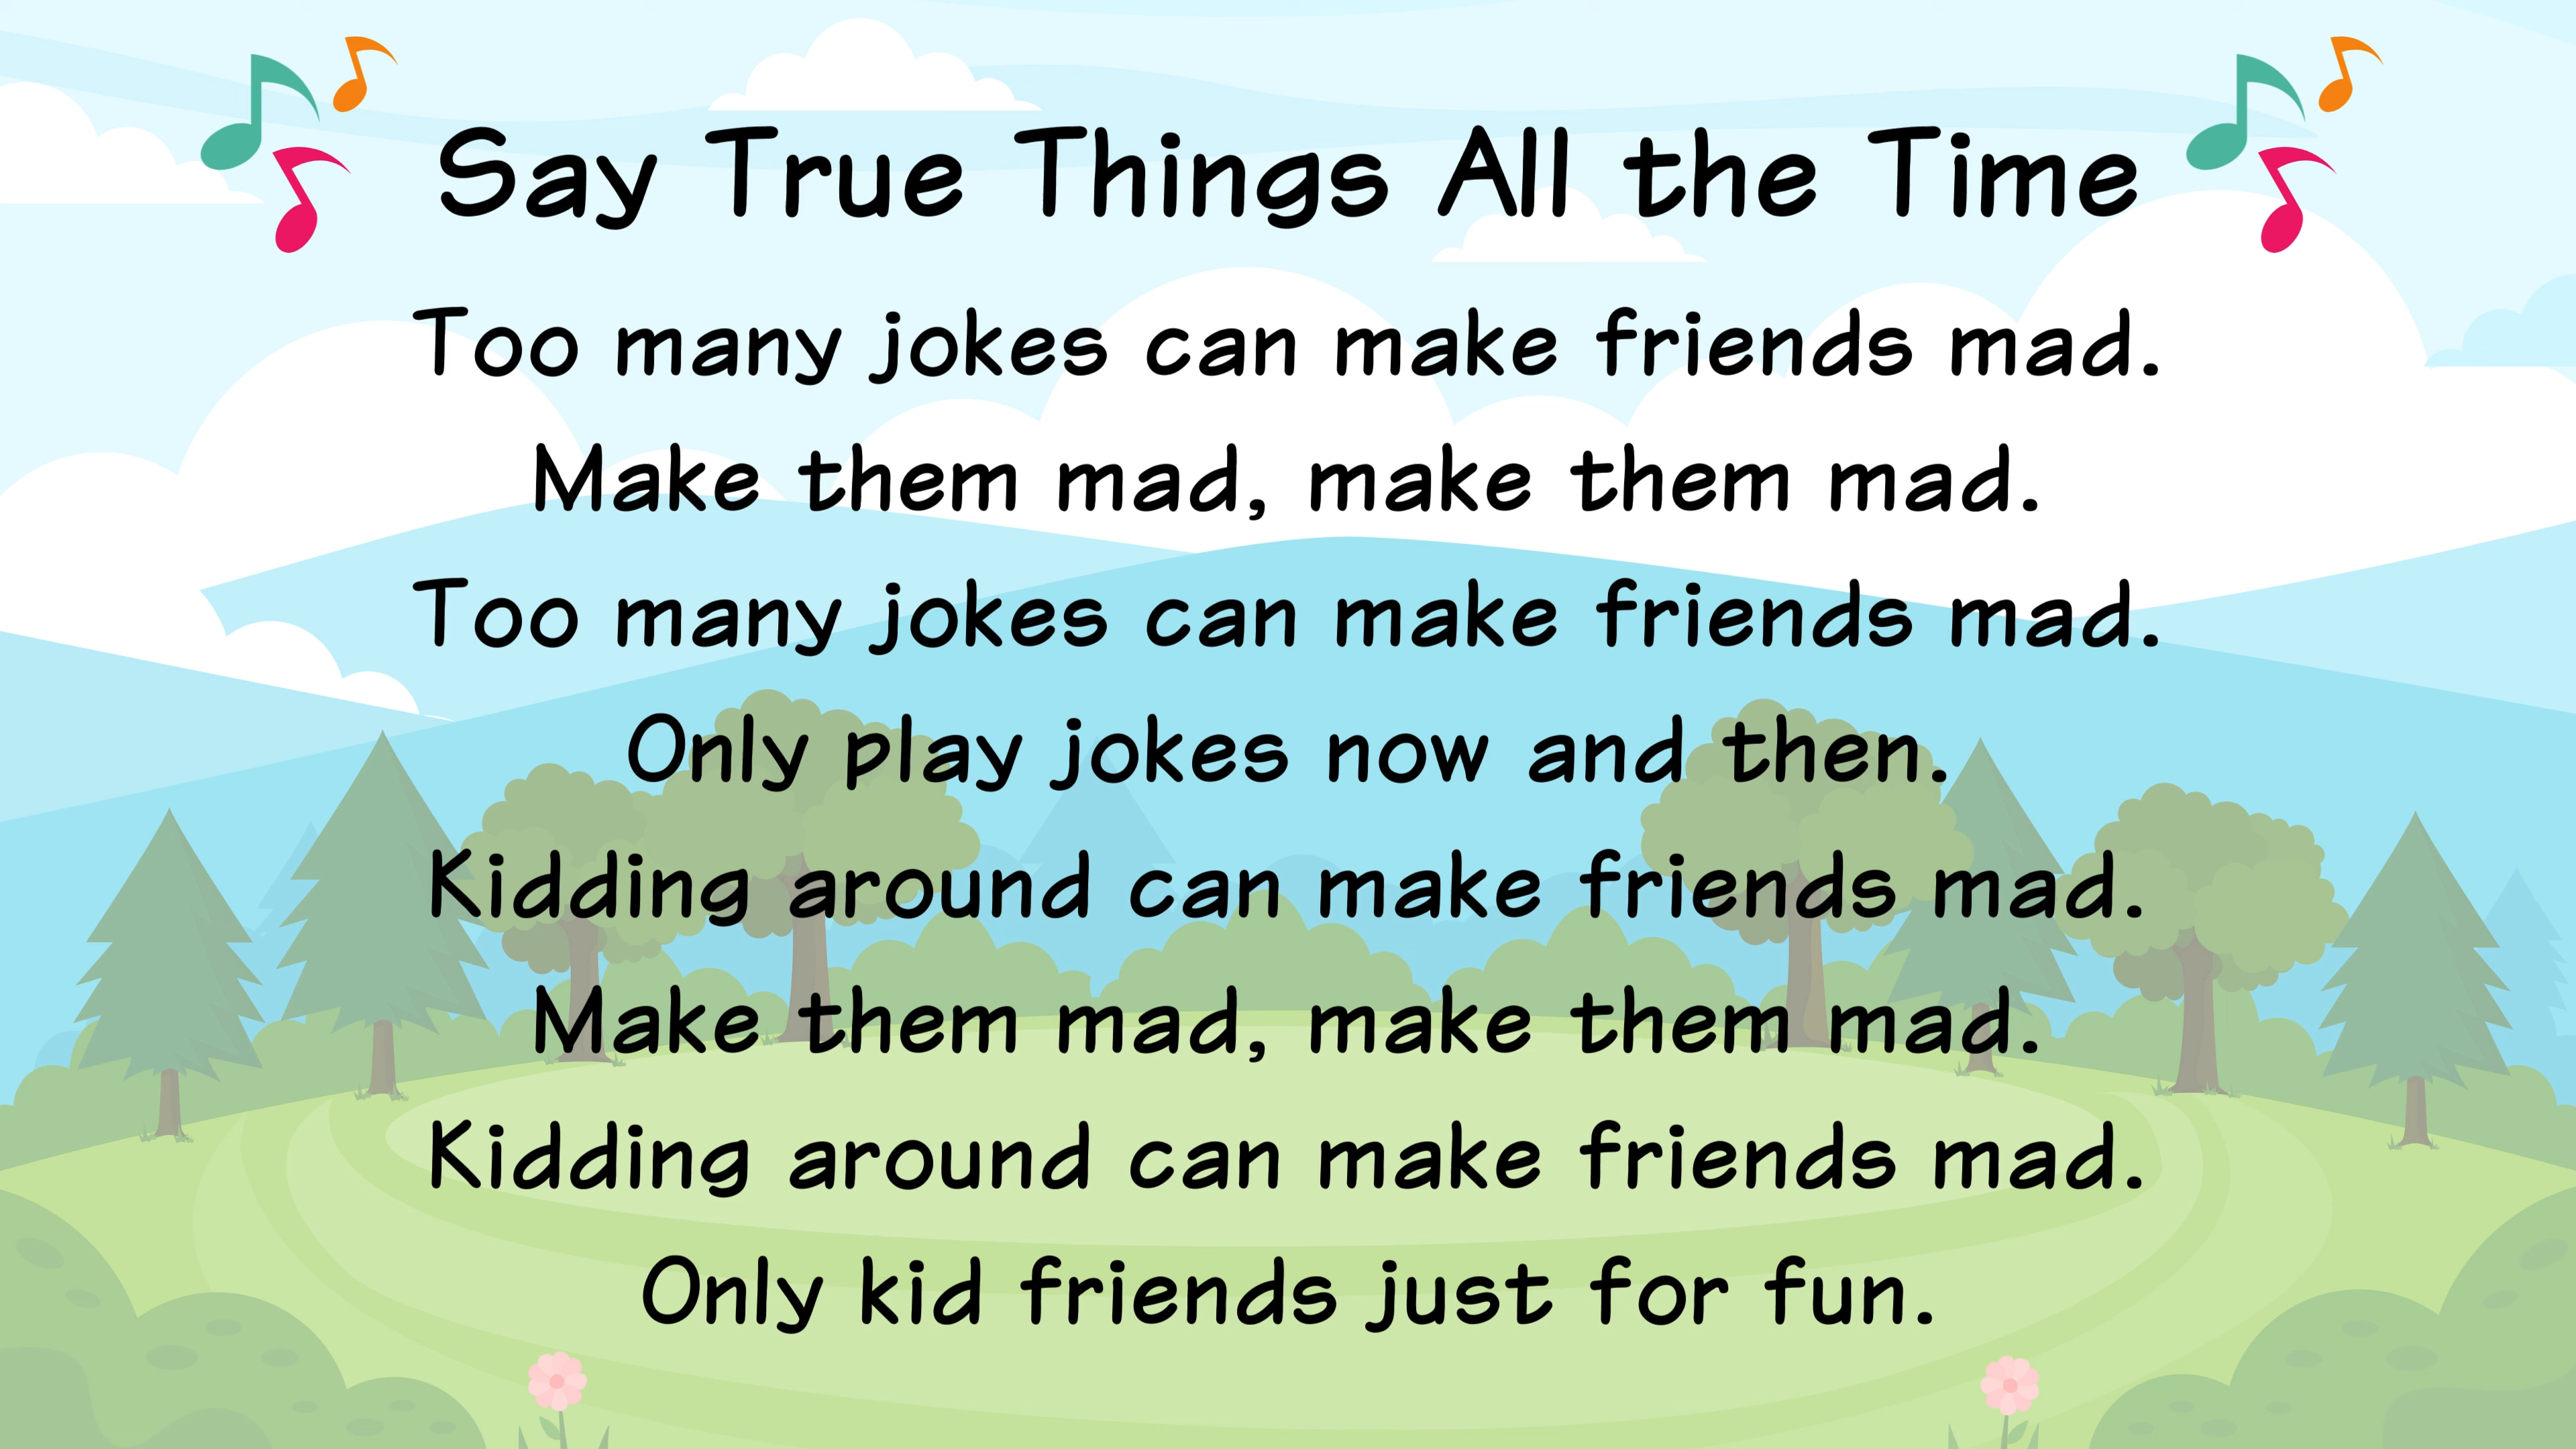 Say True Things All the Time
Too many jokes can make friends mad.
Make them mad, make them mad.
Too many jokes can make friends mad.
Only play jokes now and then.
Kidding around can make friends mad.
Make them mad, make them mad.
Kidding around can make friends mad.
Only kid friends just for fun.